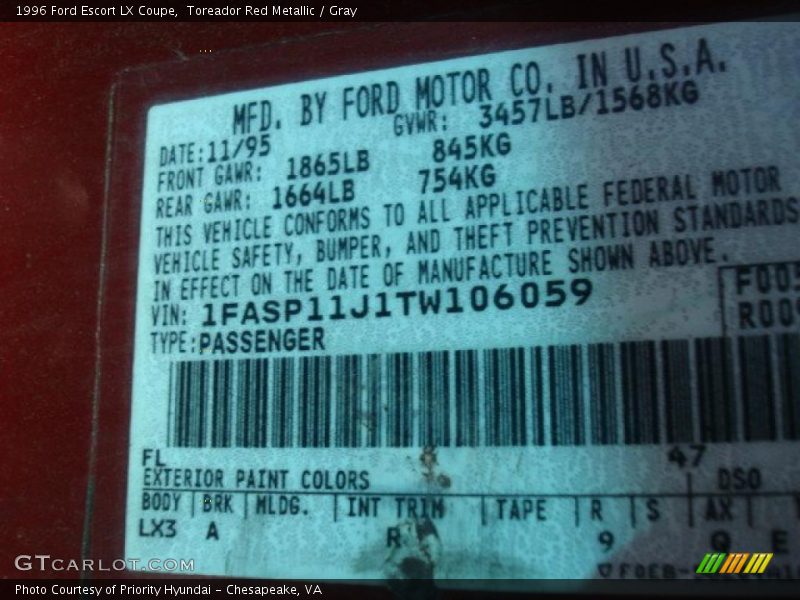 1996 Ford Escort LX Coupe, Toreador Red Metallic / Gray
MFD. BY FORD MOTOR CO. IN U.S.A.
DATE: 11/95 GVWR: 3457LB/1568KG
FRONT GAWR: 1865LB 845KG
REAR GAWR: 1664LB 754KG
THIS VEHICLE CONFORMS TO ALL APPLICABLE FEDERAL MOTOR
VEHICLE SAFETY, BUMPER, AND THEFT PREVENTION STANDARDS
IN EFFECT ON THE DATE OF MANUFACTURE SHOWN ABOVE.
VIN: 1FASP11J1TW106059
TYPE: PASSENGER
FL 47
EXTERIOR PAINT COLORS DSO
BODY BRK MLDG. INT TRIM TAPE R S AX
LX3 A R 9 Q E
GTCARLOT.COM
Photo Courtesy of Priority Hyundai - Chesapeake, VA